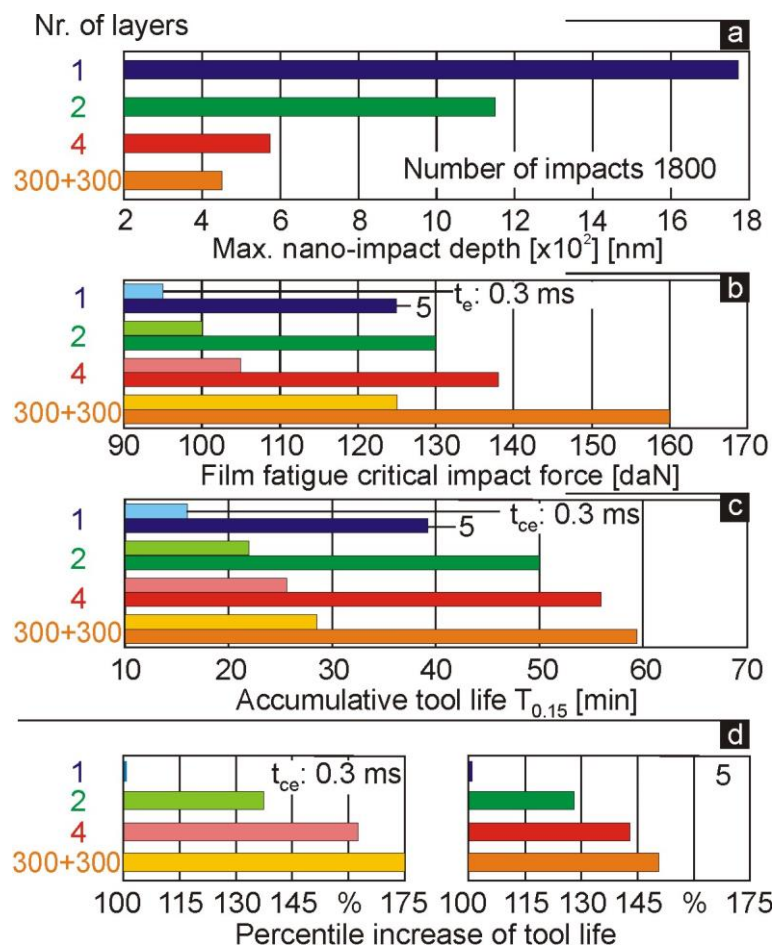 Nr. of layers
a
1
2
4
300+300
Number of impacts 1800
2 4 6 8 10 12 14 16 18
Max. nano-impact depth [x10²] [nm]
b
1
te: 0.3 ms
5
2
4
300+300
90 100 110 120 130 140 150 160 170
Film fatigue critical impact force [daN]
c
1
tce: 0.3 ms
5
2
4
300+300
10 20 30 40 50 60 70
Accumulative tool life T0.15 [min]
d
1
tce: 0.3 ms
5
2
4
300+300
100 115 130 145 % 175
100 115 130 145 % 175
Percentile increase of tool life